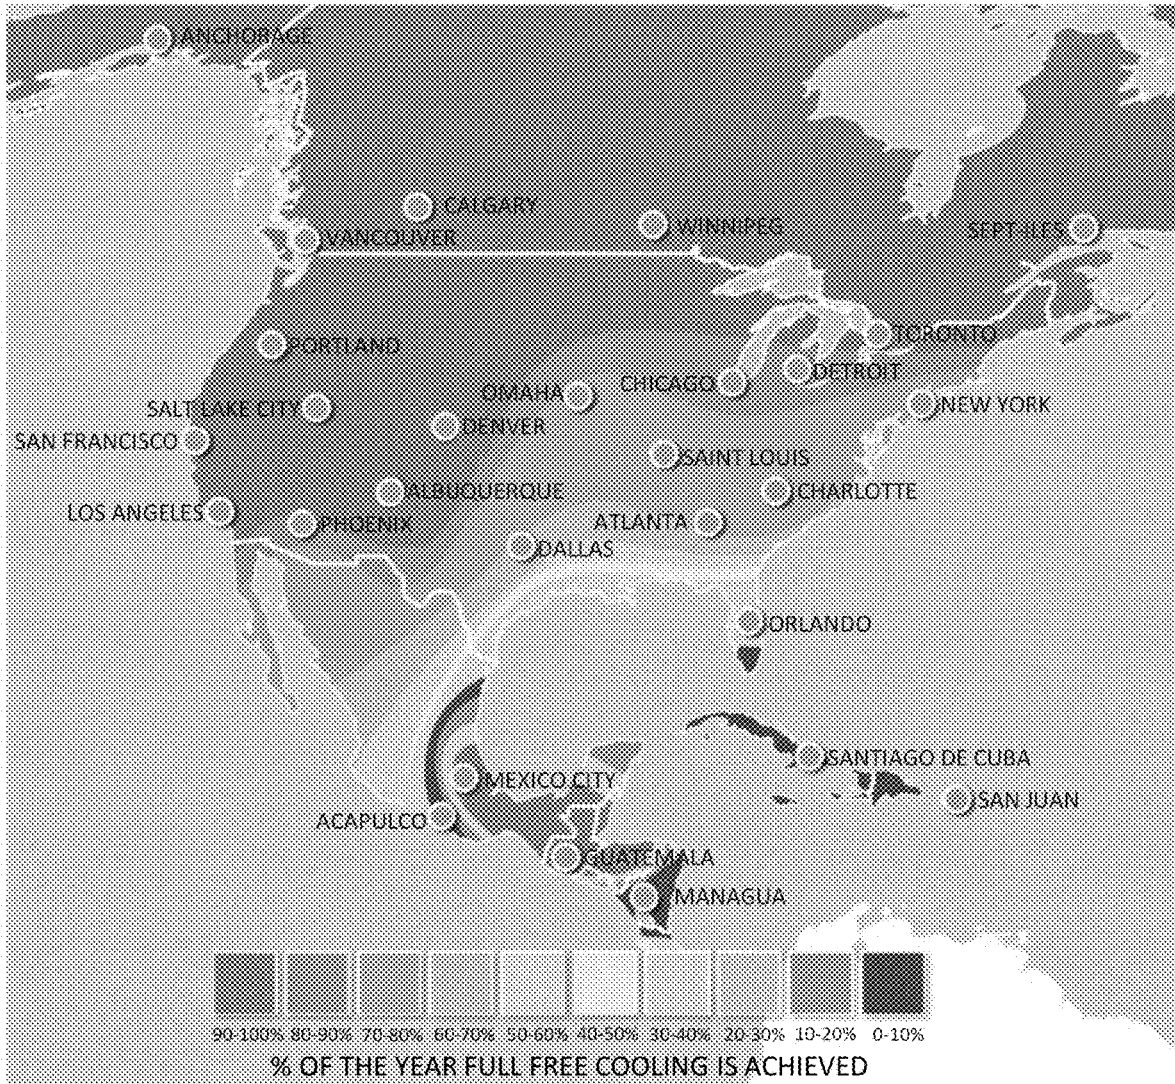 ANCHORAGE
CALGARY
WINNIPEG
SEPT-ILES
VANCOUVER
TORONTO
PORTLAND
DETROIT
CHICAGO
OMAHA
SALT LAKE CITY
NEW YORK
DENVER
SAN FRANCISCO
SAINT LOUIS
ALBUQUERQUE
CHARLOTTE
LOS ANGELES
PHOENIX
ATLANTA
DALLAS
ORLANDO
SANTIAGO DE CUBA
MEXICO CITY
SAN JUAN
ACAPULCO
GUATEMALA
MANAGUA
90-100% 80-90% 70-80% 60-70% 50-60% 40-50% 30-40% 20-30% 10-20% 0-10%
% OF THE YEAR FULL FREE COOLING IS ACHIEVED